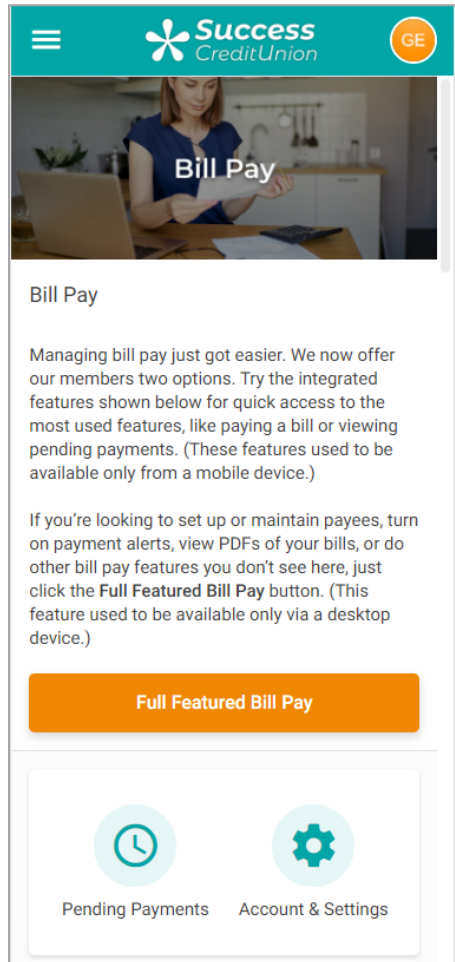 Success
CreditUnion
GE
Bill Pay
Bill Pay
Managing bill pay just got easier. We now offer
our members two options. Try the integrated
features shown below for quick access to the
most used features, like paying a bill or viewing
pending payments. (These features used to be
available only from a mobile device.)
If you’re looking to set up or maintain payees, turn
on payment alerts, view PDFs of your bills, or do
other bill pay features you don’t see here, just
click the Full Featured Bill Pay button. (This
feature used to be available only via a desktop
device.)
Full Featured Bill Pay
Pending Payments
Account & Settings